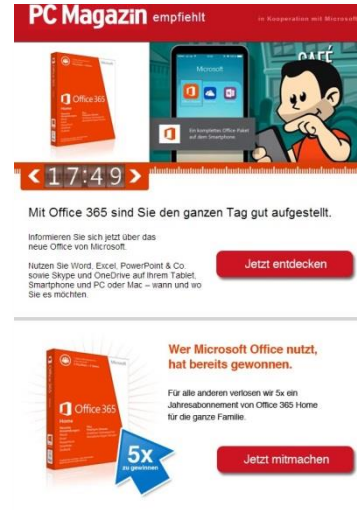 PC Magazin empfiehlt
in Kooperation mit Microsoft
CAFÉ
Microsoft
Office 365
Home
Ein komplettes Office-Paket
auf dem Smartphone
< 17:49 >
Mit Office 365 sind Sie den ganzen Tag gut aufgestellt.
Informieren Sie sich jetzt über das
neue Office von Microsoft.
Nutzen Sie Word, Excel, PowerPoint & Co.
sowie Skype und OneDrive auf Ihrem Tablet,
Smartphone und PC oder Mac – wann und wo
Sie es möchten.
Jetzt entdecken
Wer Microsoft Office nutzt,
hat bereits gewonnen.
Für alle anderen verlosen wir 5x ein
Jahresabonnement von Office 365 Home
für die ganze Familie.
Office 365
Home
5x
zu gewinnen
Jetzt mitmachen